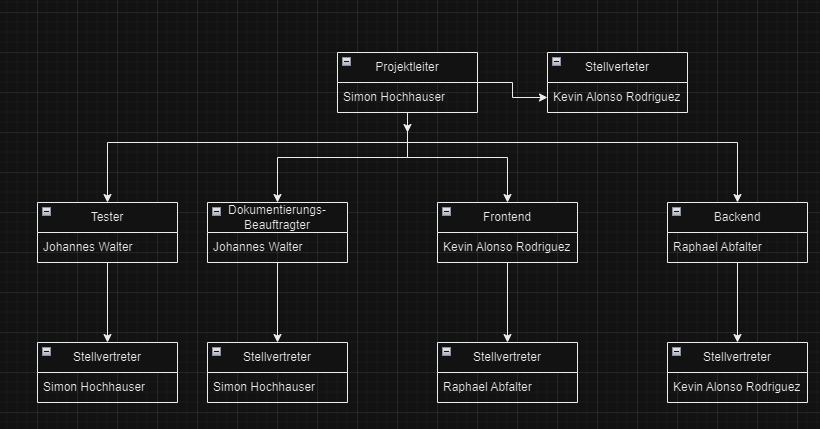 Projektleiter
Simon Hochhauser
Stellverteter
Kevin Alonso Rodriguez
Tester
Johannes Walter
Dokumentierungs-
Beauftragter
Johannes Walter
Frontend
Kevin Alonso Rodriguez
Backend
Raphael Abfalter
Stellvertreter
Simon Hochhauser
Stellvertreter
Simon Hochhauser
Stellvertreter
Raphael Abfalter
Stellvertreter
Kevin Alonso Rodriguez